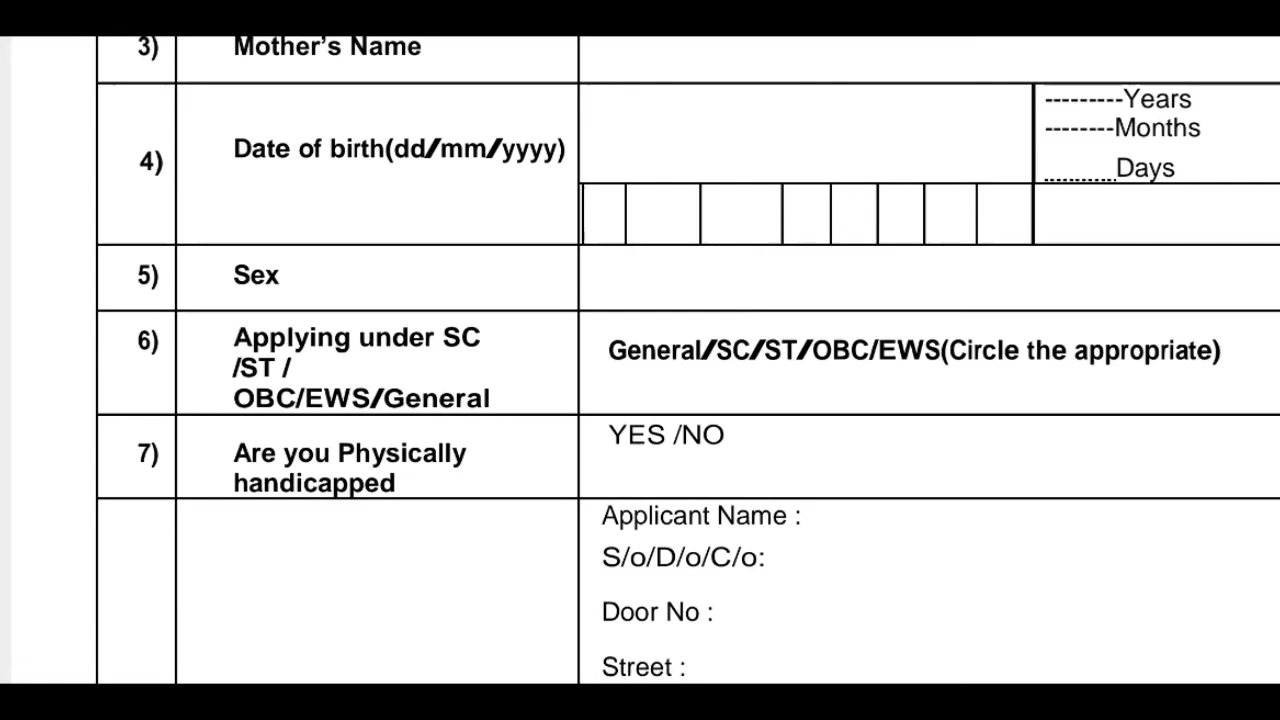 3) Mother's Name
---------Years
--------Months
4) Date of birth(dd/mm/yyyy)
..........Days
5) Sex
6) Applying under SC
/ST /
OBC/EWS/General
General/SC/ST/OBC/EWS(Circle the appropriate)
7) Are you Physically
handicapped
YES /NO
Applicant Name :
S/o/D/o/C/o:
Door No :
Street :